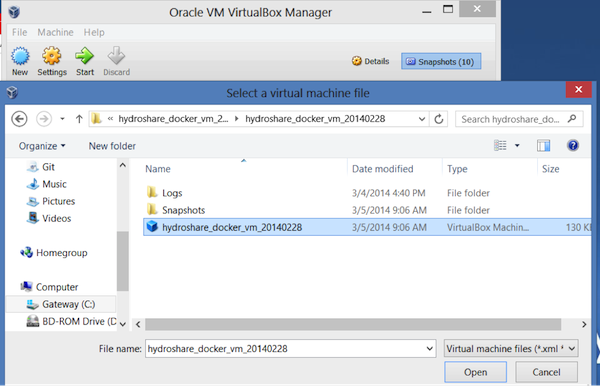 Oracle VM VirtualBox Manager
File Machine Help
New Settings Start Discard Details Snapshots (10)
Select a virtual machine file
« hydroshare_docker_vm_2... ▸ hydroshare_docker_vm_20140228 Search hydroshare_do...
Organize New folder
Name Date modified Type Size
Git
Music
Pictures
Videos
Homegroup
Computer
Gateway (C:)
BD-ROM Drive (D
Logs 3/4/2014 4:40 PM File folder
Snapshots 3/5/2014 9:06 AM File folder
hydroshare_docker_vm_20140228 3/5/2014 9:06 AM VirtualBox Machin... 130 K
File name: hydroshare_docker_vm_20140228 Virtual machine files (*.xml *
Open Cancel